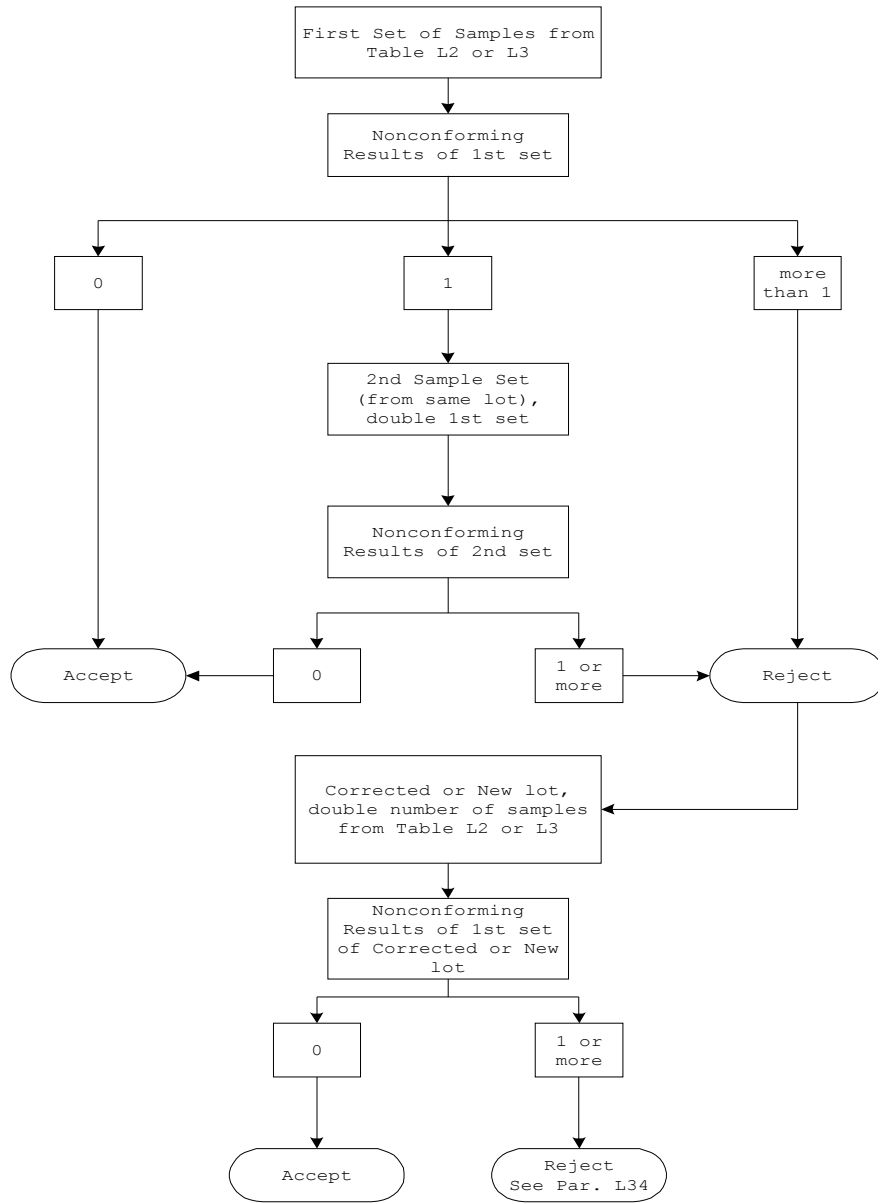 First Set of Samples from
Table L2 or L3
Nonconforming
Results of 1st set
0
1
more
than 1
2nd Sample Set
(from same lot),
double 1st set
Nonconforming
Results of 2nd set
Accept
0
1 or
more
Reject
Corrected or New lot,
double number of samples
from Table L2 or L3
Nonconforming
Results of 1st set
of Corrected or New
lot
0
1 or
more
Accept
Reject
See Par. L34